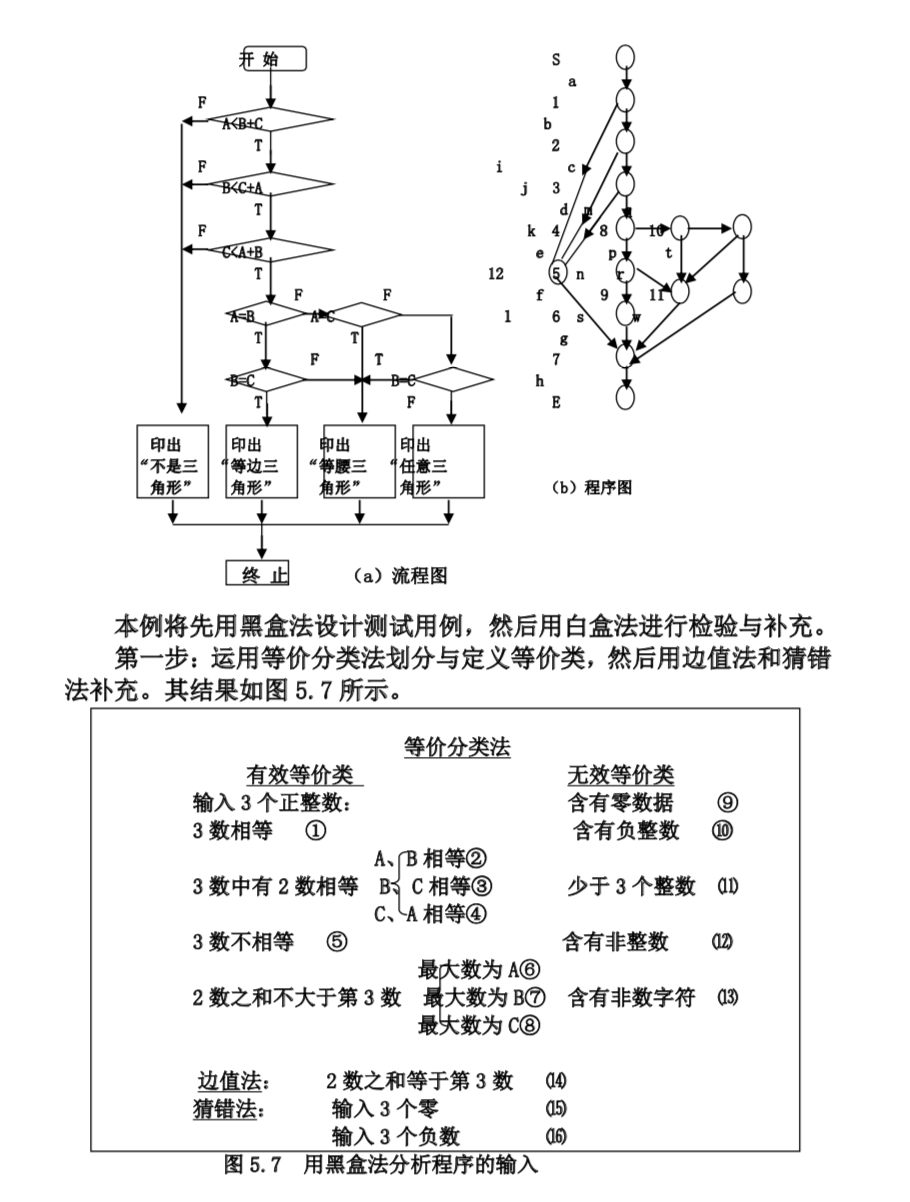 开 始
F
A<B+C
T
F
B<C+A
T
F
C<A+B
T
F F
A=B A=C
T T
F T
B=C B=C
T F
印出 印出 印出 印出
“不是三 “等边三 “等腰三 “任意三
角形” 角形” 角形” 角形”
终 止 （a）流程图
S
a
1
b
2
i c
j 3
d m
k 4 8 10
e p t
12 5 n r
f 9 11
l 6 s w
g
7
h
E
（b）程序图
本例将先用黑盒法设计测试用例，然后用白盒法进行检验与补充。
第一步：运用等价分类法划分与定义等价类，然后用边值法和猜错
法补充。其结果如图 5.7 所示。
等价分类法
有效等价类 无效等价类
输入 3 个正整数： 含有零数据 ⑨
3 数相等 ① 含有负整数 ⑩
A、B 相等②
3 数中有 2 数相等 B、C 相等③ 少于 3 个整数 ⑾
C、A 相等④
3 数不相等 ⑤ 含有非整数 ⑿
最大数为 A⑥
2 数之和不大于第 3 数 最大数为 B⑦ 含有非数字符 ⒀
最大数为 C⑧
边值法： 2 数之和等于第 3 数 ⒁
猜错法： 输入 3 个零 ⒂
输入 3 个负数 ⒃
图 5.7 用黑盒法分析程序的输入